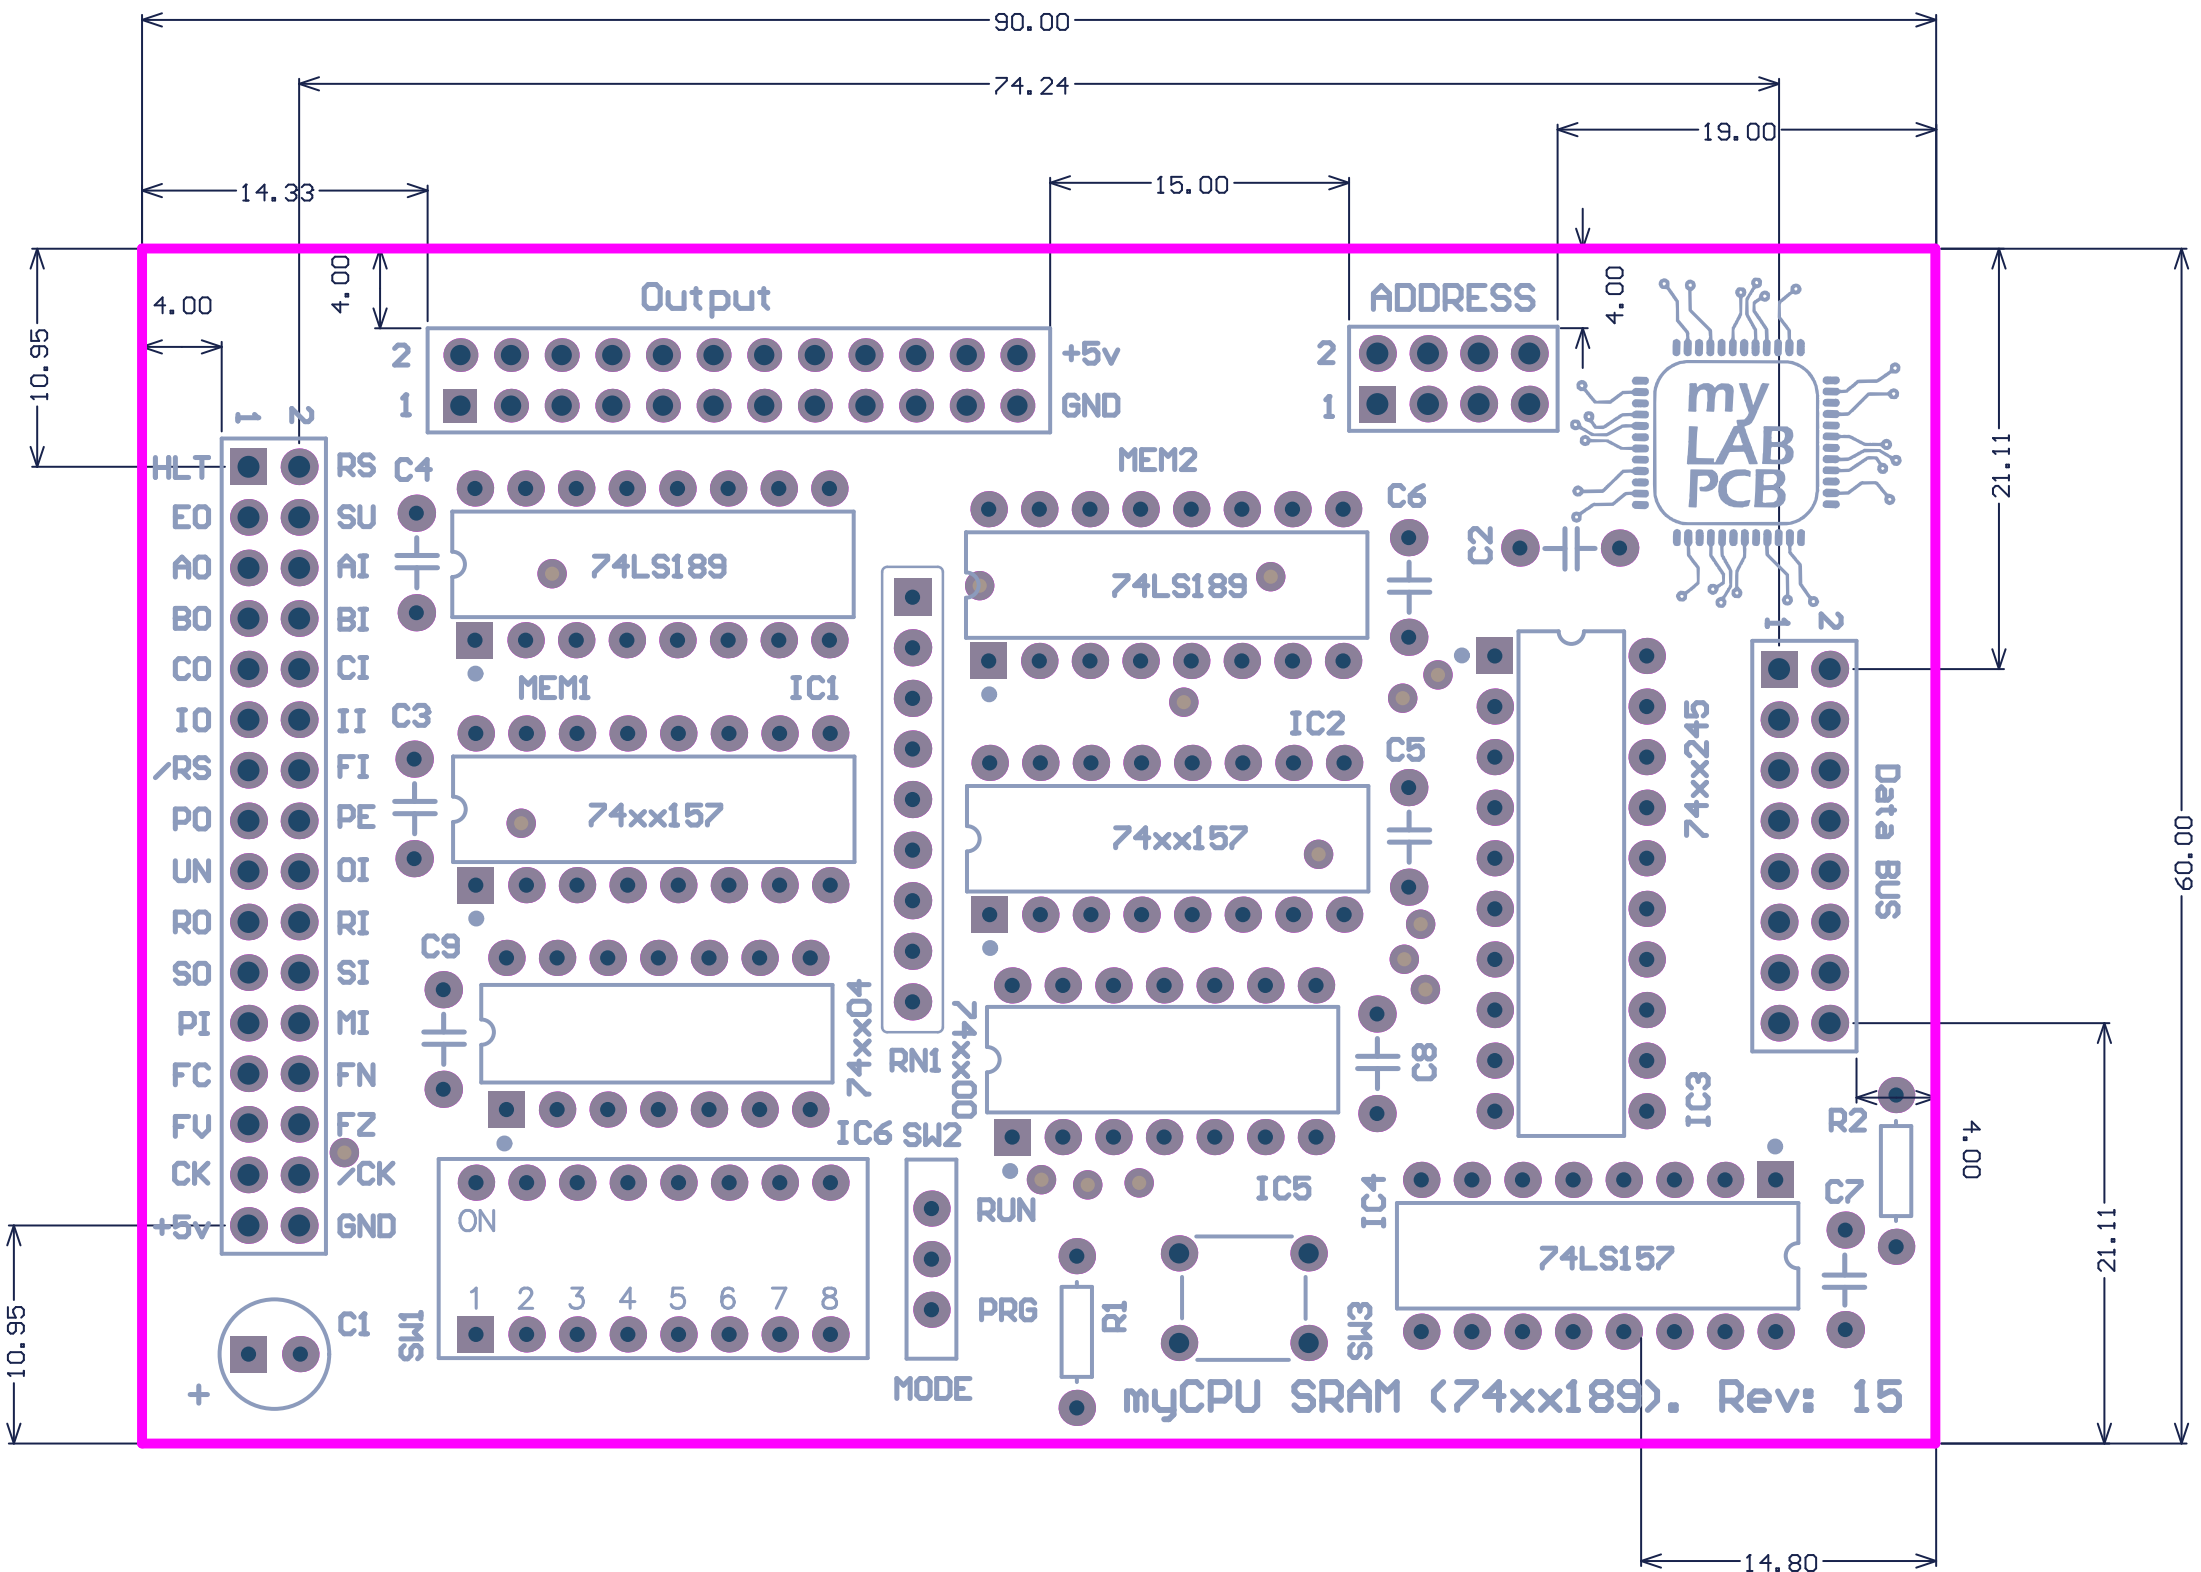 90.00
74.24
19.00
14.33
15.00
4.00
4.00
4.00
10.95
Output
ADDRESS
2
+5v
1
GND
2
1
my
LAB
PCB
21.11
60.00
1
2
HLT
RS
EO
SU
AO
AI
BO
BI
CO
CI
IO
II
/RS
FI
PO
PE
UN
OI
RO
RI
SO
SI
PI
MI
FC
FN
FV
FZ
CK
/CK
+5v
GND
C4
74LS189
MEM1
IC1
MEM2
74LS189
IC2
C6
C2
1
2
C3
74xx157
74xx157
C5
74xx245
IC3
Data BUS
C9
74xx04
IC6
RN1
74xx00
IC5
C8
R2
4.00
21.11
C7
IC4
74LS157
SW2
RUN
PRG
MODE
ON
1 2 3 4 5 6 7 8
SW1
R1
SW3
C1
+
10.95
myCPU SRAM (74xx189). Rev: 15
14.80